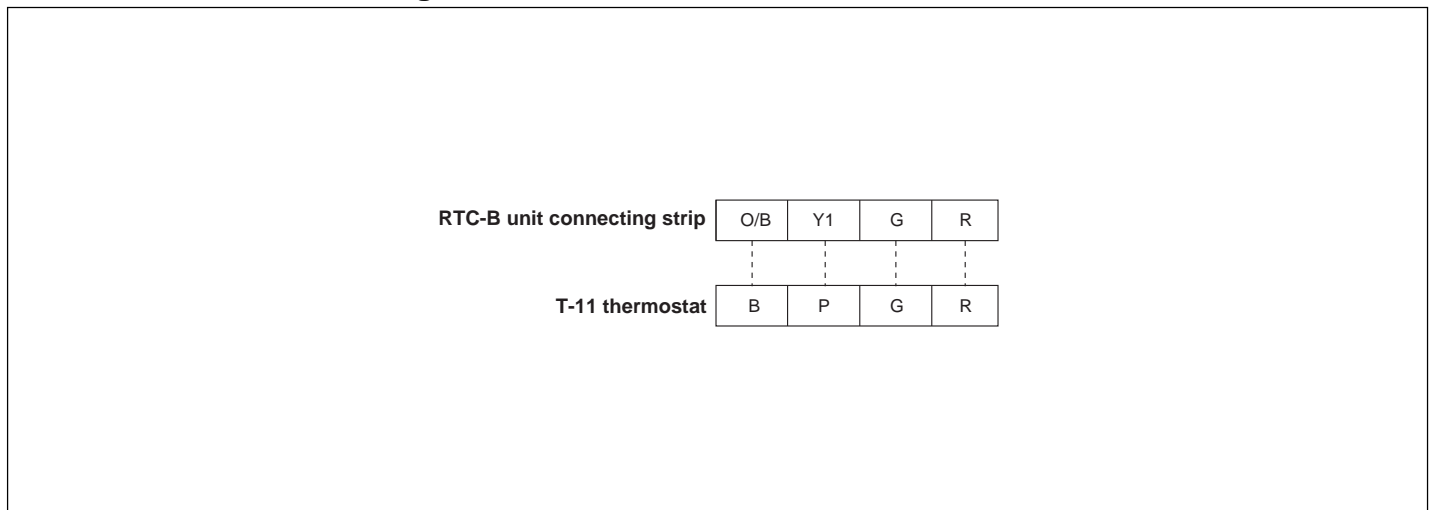 RTC-B unit connecting strip O/B Y1 G R
T-11 thermostat B P G R